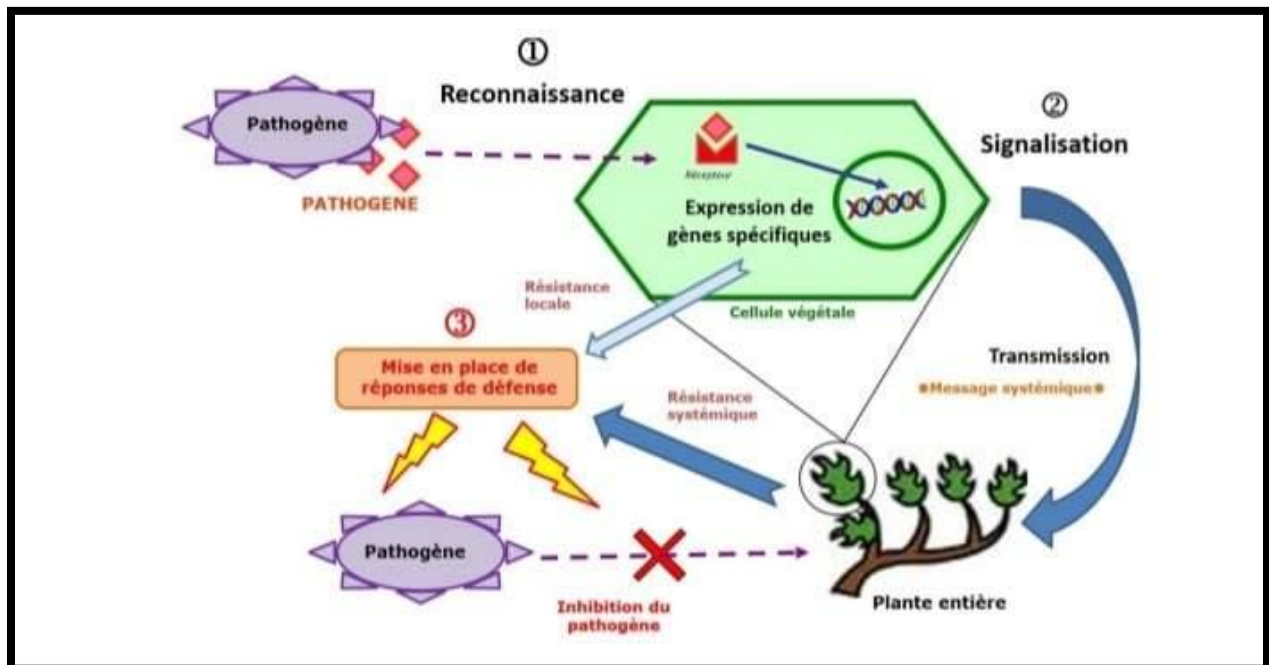 ①
Reconnaissance
②
Signalisation
Pathogène
PATHOGENE
Récepteur
Expression de
gènes spécifiques
Cellule végétale
Résistance
locale
③
Mise en place de
réponses de défense
Transmission
*Message systémique*
Résistance
systémique
Pathogène
Inhibition du
pathogène
Plante entière